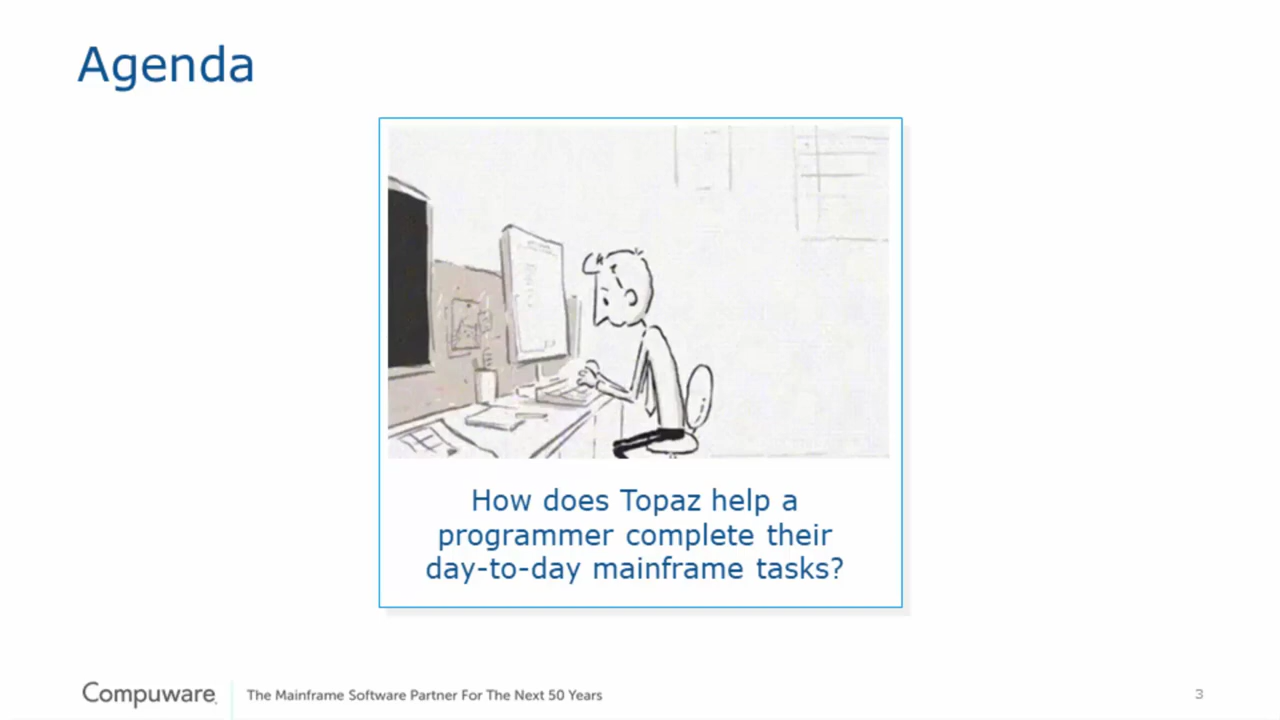 Agenda
How does Topaz help a
programmer complete their
day-to-day mainframe tasks?
Compuware.
The Mainframe Software Partner For The Next 50 Years
3